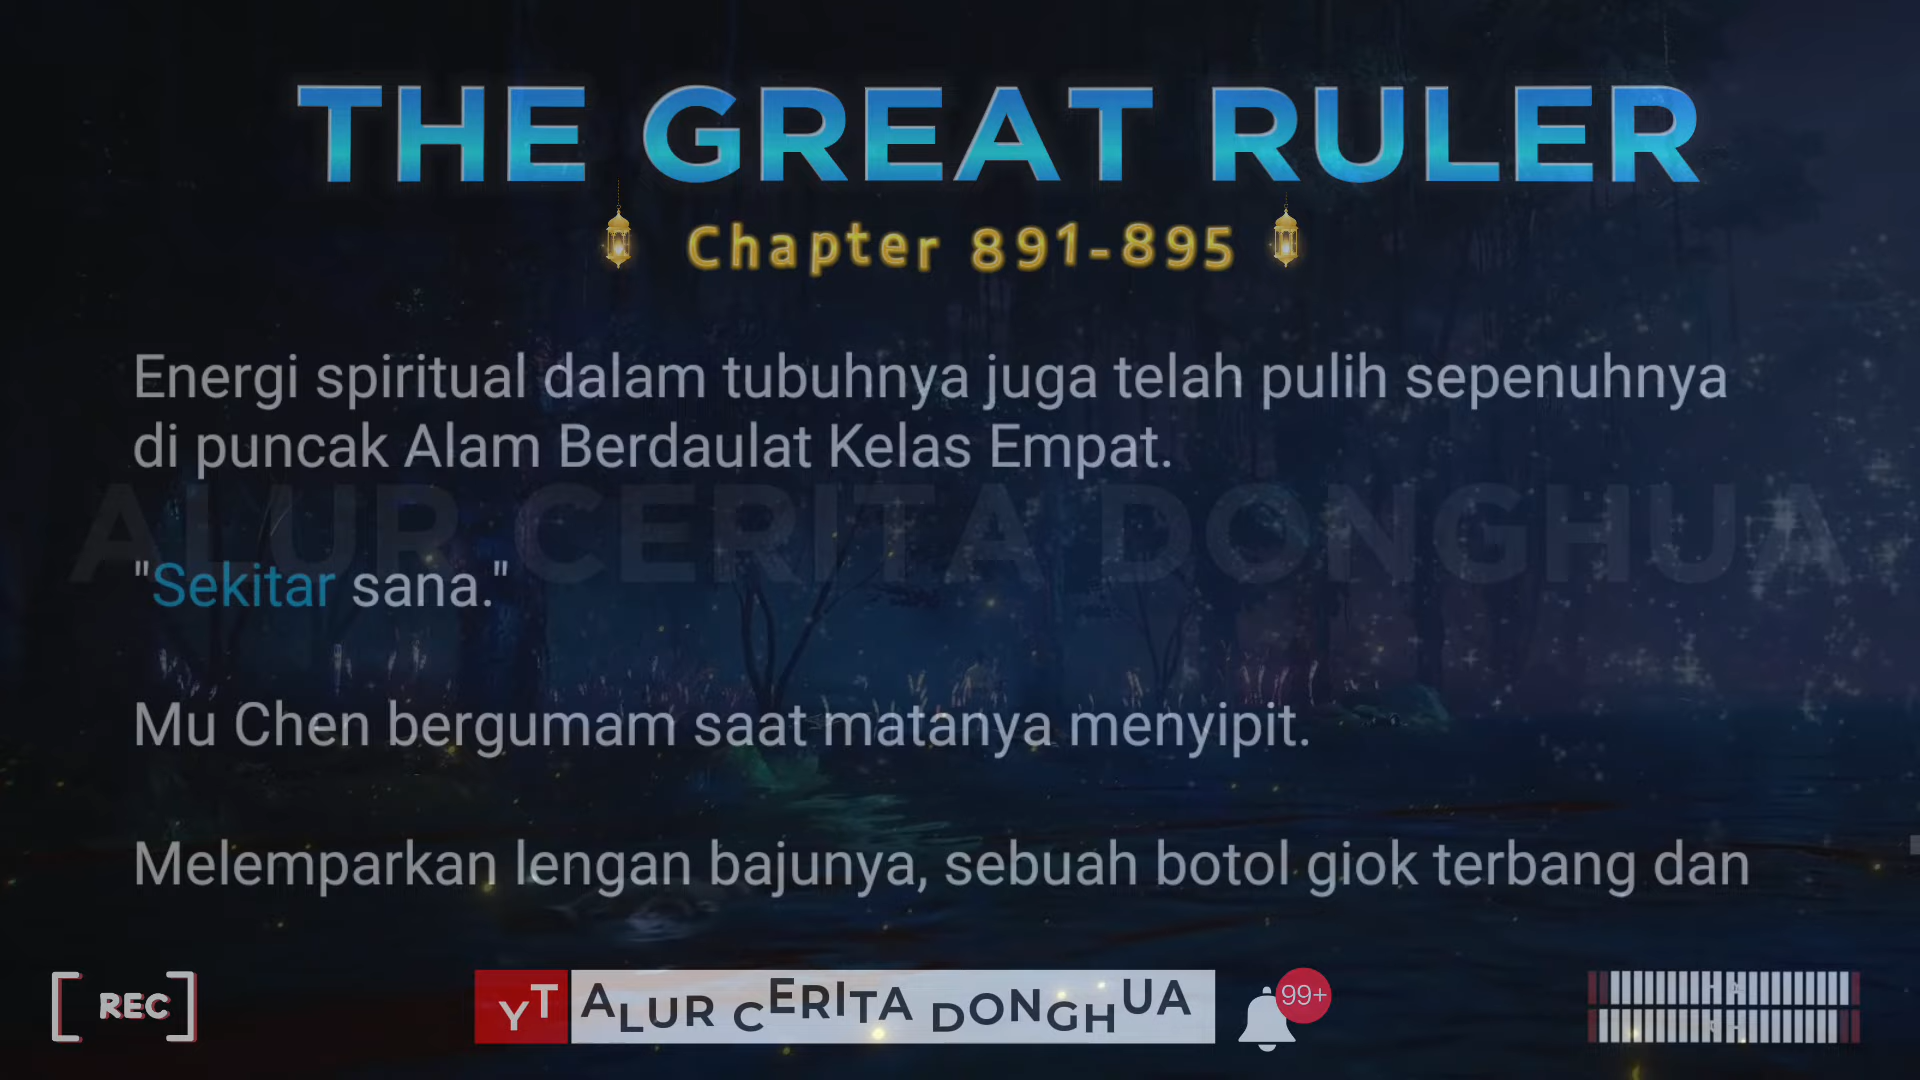 THE GREAT RULER
Chapter 891-895
Energi spiritual dalam tubuhnya juga telah pulih sepenuhnya
di puncak Alam Berdaulat Kelas Empat.
ALUR CERITA DONGHUA
"Sekitar sana."
Mu Chen bergumam saat matanya menyipit.
Melemparkan lengan bajunya, sebuah botol giok terbang dan
REC
YT ALUR CERITA DONGHUA
99+